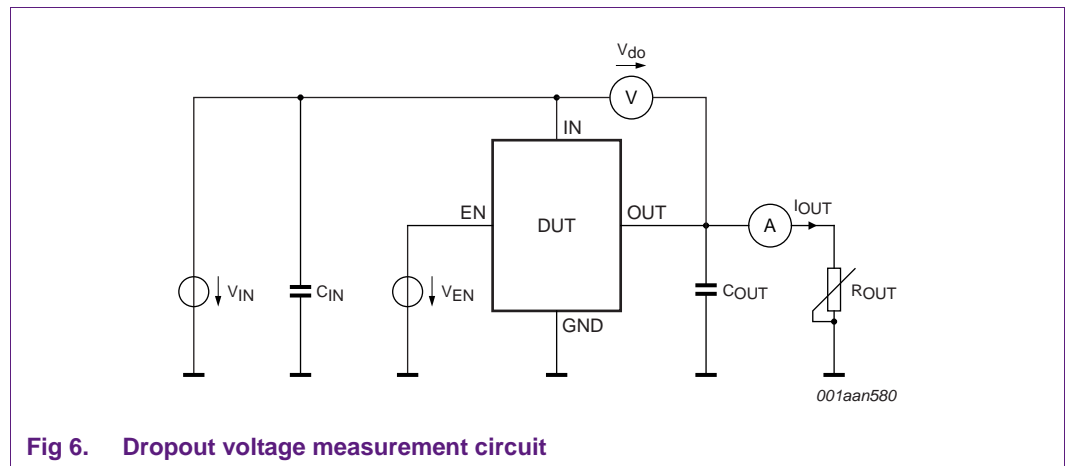 Vdo
V
IN
EN
OUT
IOUT
DUT
A
VIN
CIN
VEN
COUT
ROUT
GND
001aan580
Fig 6. Dropout voltage measurement circuit